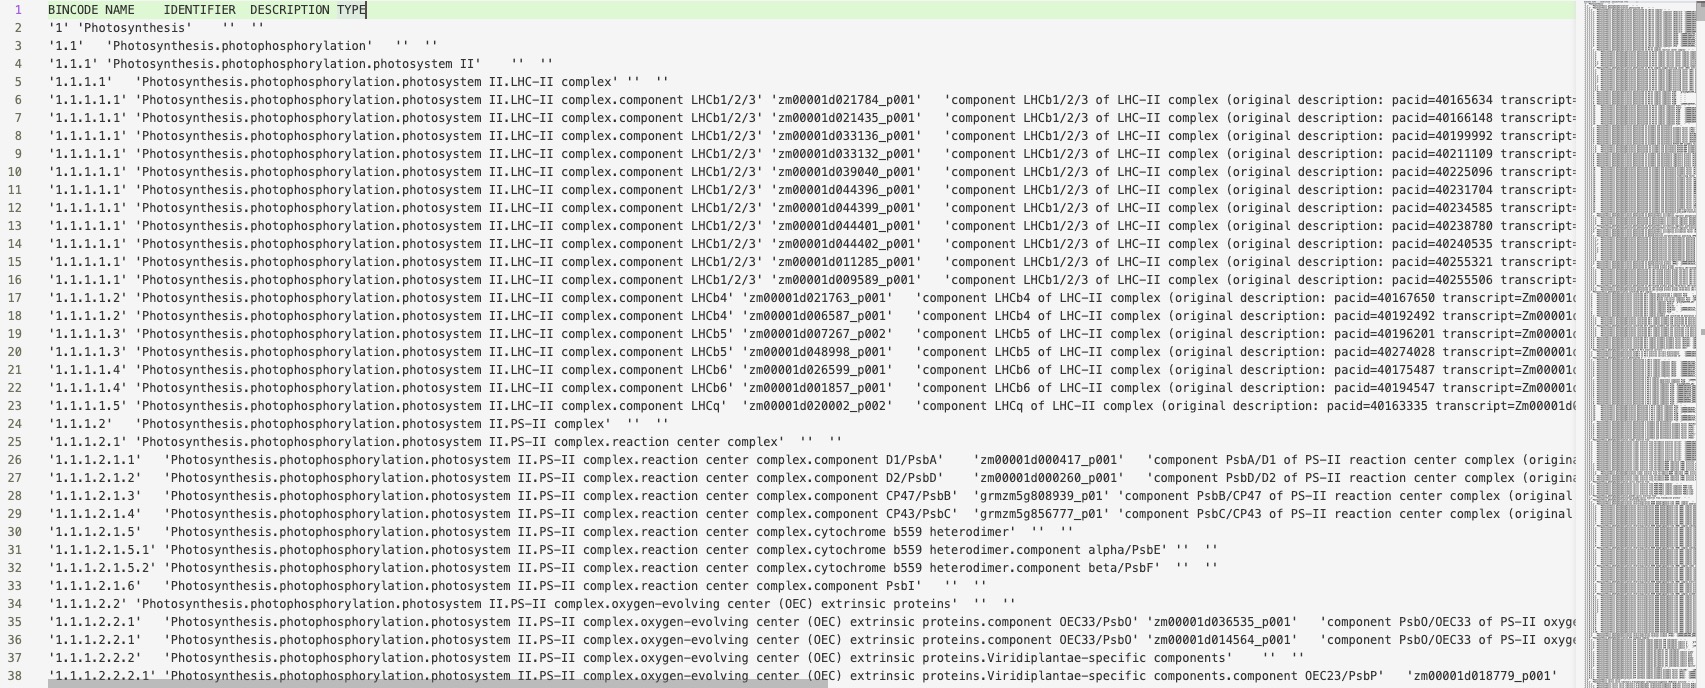 1 BINCODE NAME IDENTIFIER DESCRIPTION TYPE
2 '1' 'Photosynthesis' '' ''
3 '1.1' 'Photosynthesis.photophosphorylation' '' ''
4 '1.1.1' 'Photosynthesis.photophosphorylation.photosystem II' '' ''
5 '1.1.1.1' 'Photosynthesis.photophosphorylation.photosystem II.LHC-II complex' '' ''
6 '1.1.1.1.1' 'Photosynthesis.photophosphorylation.photosystem II.LHC-II complex.component LHCb1/2/3' 'zm00001d021784_p001' 'component LHCb1/2/3 of LHC-II complex (original description: pacid=40165634 transcript=
7 '1.1.1.1.1' 'Photosynthesis.photophosphorylation.photosystem II.LHC-II complex.component LHCb1/2/3' 'zm00001d021435_p001' 'component LHCb1/2/3 of LHC-II complex (original description: pacid=40166148 transcript=
8 '1.1.1.1.1' 'Photosynthesis.photophosphorylation.photosystem II.LHC-II complex.component LHCb1/2/3' 'zm00001d033136_p001' 'component LHCb1/2/3 of LHC-II complex (original description: pacid=40199992 transcript=
9 '1.1.1.1.1' 'Photosynthesis.photophosphorylation.photosystem II.LHC-II complex.component LHCb1/2/3' 'zm00001d033132_p001' 'component LHCb1/2/3 of LHC-II complex (original description: pacid=40211109 transcript=
10 '1.1.1.1.1' 'Photosynthesis.photophosphorylation.photosystem II.LHC-II complex.component LHCb1/2/3' 'zm00001d039040_p001' 'component LHCb1/2/3 of LHC-II complex (original description: pacid=40225096 transcript=
11 '1.1.1.1.1' 'Photosynthesis.photophosphorylation.photosystem II.LHC-II complex.component LHCb1/2/3' 'zm00001d044396_p001' 'component LHCb1/2/3 of LHC-II complex (original description: pacid=40231704 transcript=
12 '1.1.1.1.1' 'Photosynthesis.photophosphorylation.photosystem II.LHC-II complex.component LHCb1/2/3' 'zm00001d044399_p001' 'component LHCb1/2/3 of LHC-II complex (original description: pacid=40234585 transcript=
13 '1.1.1.1.1' 'Photosynthesis.photophosphorylation.photosystem II.LHC-II complex.component LHCb1/2/3' 'zm00001d044401_p001' 'component LHCb1/2/3 of LHC-II complex (original description: pacid=40238780 transcript=
14 '1.1.1.1.1' 'Photosynthesis.photophosphorylation.photosystem II.LHC-II complex.component LHCb1/2/3' 'zm00001d044402_p001' 'component LHCb1/2/3 of LHC-II complex (original description: pacid=40240535 transcript=
15 '1.1.1.1.1' 'Photosynthesis.photophosphorylation.photosystem II.LHC-II complex.component LHCb1/2/3' 'zm00001d011285_p001' 'component LHCb1/2/3 of LHC-II complex (original description: pacid=40255321 transcript=
16 '1.1.1.1.1' 'Photosynthesis.photophosphorylation.photosystem II.LHC-II complex.component LHCb1/2/3' 'zm00001d009589_p001' 'component LHCb1/2/3 of LHC-II complex (original description: pacid=40255506 transcript=
17 '1.1.1.1.2' 'Photosynthesis.photophosphorylation.photosystem II.LHC-II complex.component LHCb4' 'zm00001d021763_p001' 'component LHCb4 of LHC-II complex (original description: pacid=40167650 transcript=Zm00001d
18 '1.1.1.1.2' 'Photosynthesis.photophosphorylation.photosystem II.LHC-II complex.component LHCb4' 'zm00001d006587_p001' 'component LHCb4 of LHC-II complex (original description: pacid=40192492 transcript=Zm00001d
19 '1.1.1.1.3' 'Photosynthesis.photophosphorylation.photosystem II.LHC-II complex.component LHCb5' 'zm00001d007267_p002' 'component LHCb5 of LHC-II complex (original description: pacid=40196201 transcript=Zm00001d
20 '1.1.1.1.3' 'Photosynthesis.photophosphorylation.photosystem II.LHC-II complex.component LHCb5' 'zm00001d048998_p001' 'component LHCb5 of LHC-II complex (original description: pacid=40274028 transcript=Zm00001d
21 '1.1.1.1.4' 'Photosynthesis.photophosphorylation.photosystem II.LHC-II complex.component LHCb6' 'zm00001d026599_p001' 'component LHCb6 of LHC-II complex (original description: pacid=40175487 transcript=Zm00001d
22 '1.1.1.1.4' 'Photosynthesis.photophosphorylation.photosystem II.LHC-II complex.component LHCb6' 'zm00001d001857_p001' 'component LHCb6 of LHC-II complex (original description: pacid=40194547 transcript=Zm00001d
23 '1.1.1.1.5' 'Photosynthesis.photophosphorylation.photosystem II.LHC-II complex.component LHCq' 'zm00001d020002_p002' 'component LHCq of LHC-II complex (original description: pacid=40163335 transcript=Zm00001d0
24 '1.1.1.2' 'Photosynthesis.photophosphorylation.photosystem II.PS-II complex' '' ''
25 '1.1.1.2.1' 'Photosynthesis.photophosphorylation.photosystem II.PS-II complex.reaction center complex' '' ''
26 '1.1.1.2.1.1' 'Photosynthesis.photophosphorylation.photosystem II.PS-II complex.reaction center complex.component D1/PsbA' 'zm00001d000417_p001' 'component PsbA/D1 of PS-II reaction center complex (origina
27 '1.1.1.2.1.2' 'Photosynthesis.photophosphorylation.photosystem II.PS-II complex.reaction center complex.component D2/PsbD' 'zm00001d000260_p001' 'component PsbD/D2 of PS-II reaction center complex (origina
28 '1.1.1.2.1.3' 'Photosynthesis.photophosphorylation.photosystem II.PS-II complex.reaction center complex.component CP47/PsbB' 'grmzm5g808939_p01' 'component PsbB/CP47 of PS-II reaction center complex (original
29 '1.1.1.2.1.4' 'Photosynthesis.photophosphorylation.photosystem II.PS-II complex.reaction center complex.component CP43/PsbC' 'grmzm5g856777_p01' 'component PsbC/CP43 of PS-II reaction center complex (original
30 '1.1.1.2.1.5' 'Photosynthesis.photophosphorylation.photosystem II.PS-II complex.reaction center complex.cytochrome b559 heterodimer' '' ''
31 '1.1.1.2.1.5.1' 'Photosynthesis.photophosphorylation.photosystem II.PS-II complex.reaction center complex.cytochrome b559 heterodimer.component alpha/PsbE' '' ''
32 '1.1.1.2.1.5.2' 'Photosynthesis.photophosphorylation.photosystem II.PS-II complex.reaction center complex.cytochrome b559 heterodimer.component beta/PsbF' '' ''
33 '1.1.1.2.1.6' 'Photosynthesis.photophosphorylation.photosystem II.PS-II complex.reaction center complex.component PsbI' '' ''
34 '1.1.1.2.2' 'Photosynthesis.photophosphorylation.photosystem II.PS-II complex.oxygen-evolving center (OEC) extrinsic proteins' '' ''
35 '1.1.1.2.2.1' 'Photosynthesis.photophosphorylation.photosystem II.PS-II complex.oxygen-evolving center (OEC) extrinsic proteins.component OEC33/PsbO' 'zm00001d036535_p001' 'component PsbO/OEC33 of PS-II oxyge
36 '1.1.1.2.2.1' 'Photosynthesis.photophosphorylation.photosystem II.PS-II complex.oxygen-evolving center (OEC) extrinsic proteins.component OEC33/PsbO' 'zm00001d014564_p001' 'component PsbO/OEC33 of PS-II oxyge
37 '1.1.1.2.2.2' 'Photosynthesis.photophosphorylation.photosystem II.PS-II complex.oxygen-evolving center (OEC) extrinsic proteins.Viridiplantae-specific components' '' ''
38 '1.1.1.2.2.2.1' 'Photosynthesis.photophosphorylation.photosystem II.PS-II complex.oxygen-evolving center (OEC) extrinsic proteins.Viridiplantae-specific components.component OEC23/PsbP' 'zm00001d018779_p001'